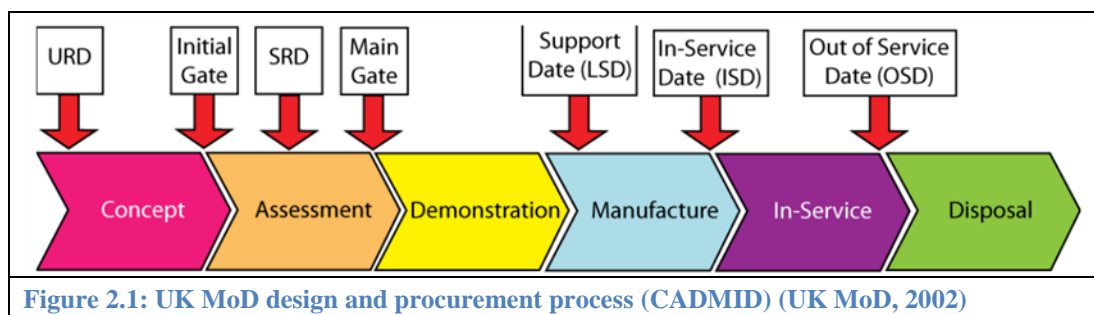 URD
Initial
Gate
SRD
Main
Gate
Support
Date (LSD)
In-Service
Date (ISD)
Out of Service
Date (OSD)
Concept
Assessment
Demonstration
Manufacture
In-Service
Disposal
Figure 2.1: UK MoD design and procurement process (CADMID) (UK MoD, 2002)